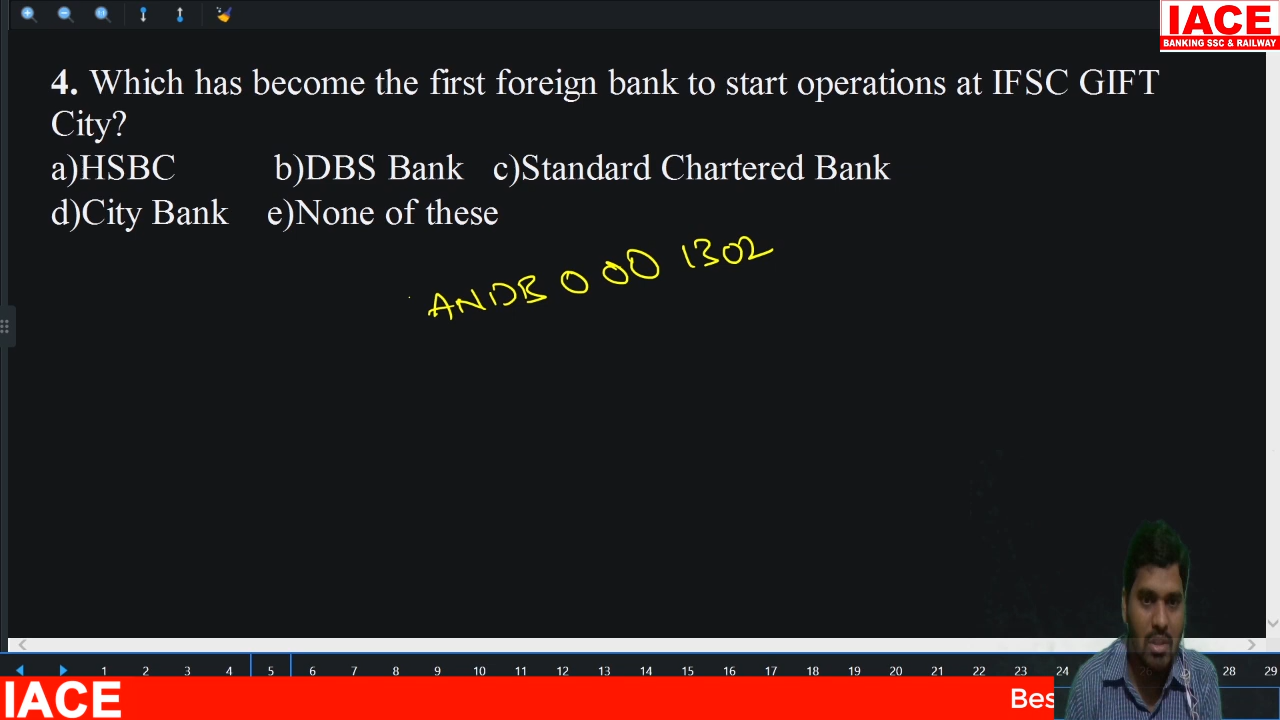 IACE
BANKING SSC & RAILWAY
4. Which has become the first foreign bank to start operations at IFSC GIFT
City?
a)HSBC b)DBS Bank c)Standard Chartered Bank
d)City Bank e)None of these
ANDB 0 00 1302
1 2 3 4 5 6 7 8 9 10 11 12 13 14 15 16 17 18 19 20 21 22 23 24 28 29
IACE
Bes